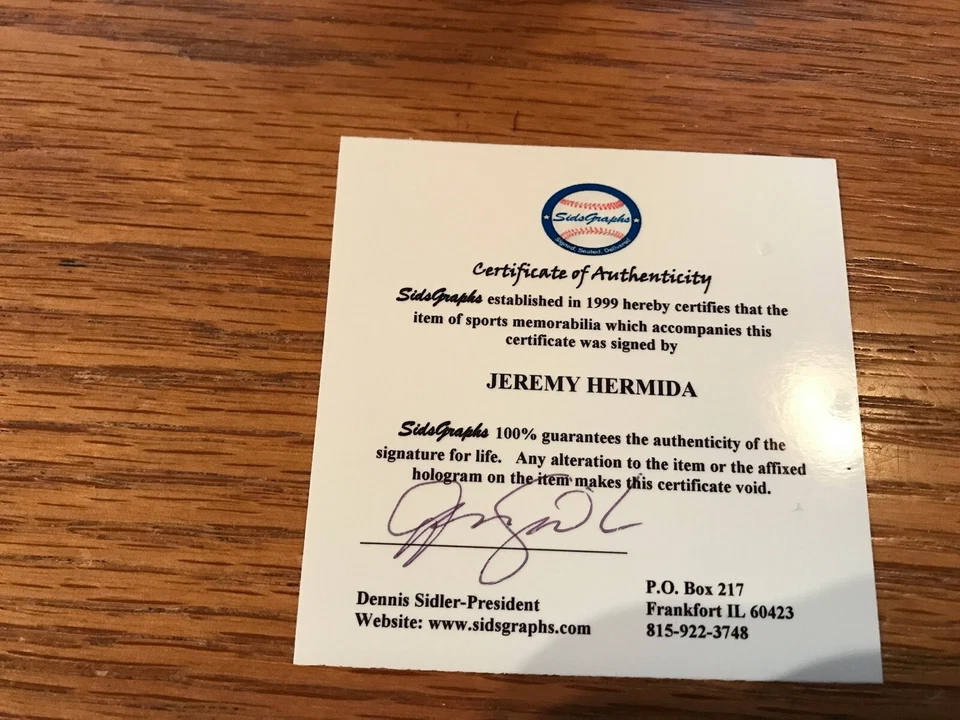 SidsGraphs
Signed, Sealed, Delivered
Certificate of Authenticity
SidsGraphs established in 1999 hereby certifies that the
item of sports memorabilia which accompanies this
certificate was signed by
JEREMY HERMIDA
SidsGraphs 100% guarantees the authenticity of the
signature for life. Any alteration to the item or the affixed
hologram on the item makes this certificate void.
Dennis Sidler-President
Website: www.sidsgraphs.com
P.O. Box 217
Frankfort IL 60423
815-922-3748